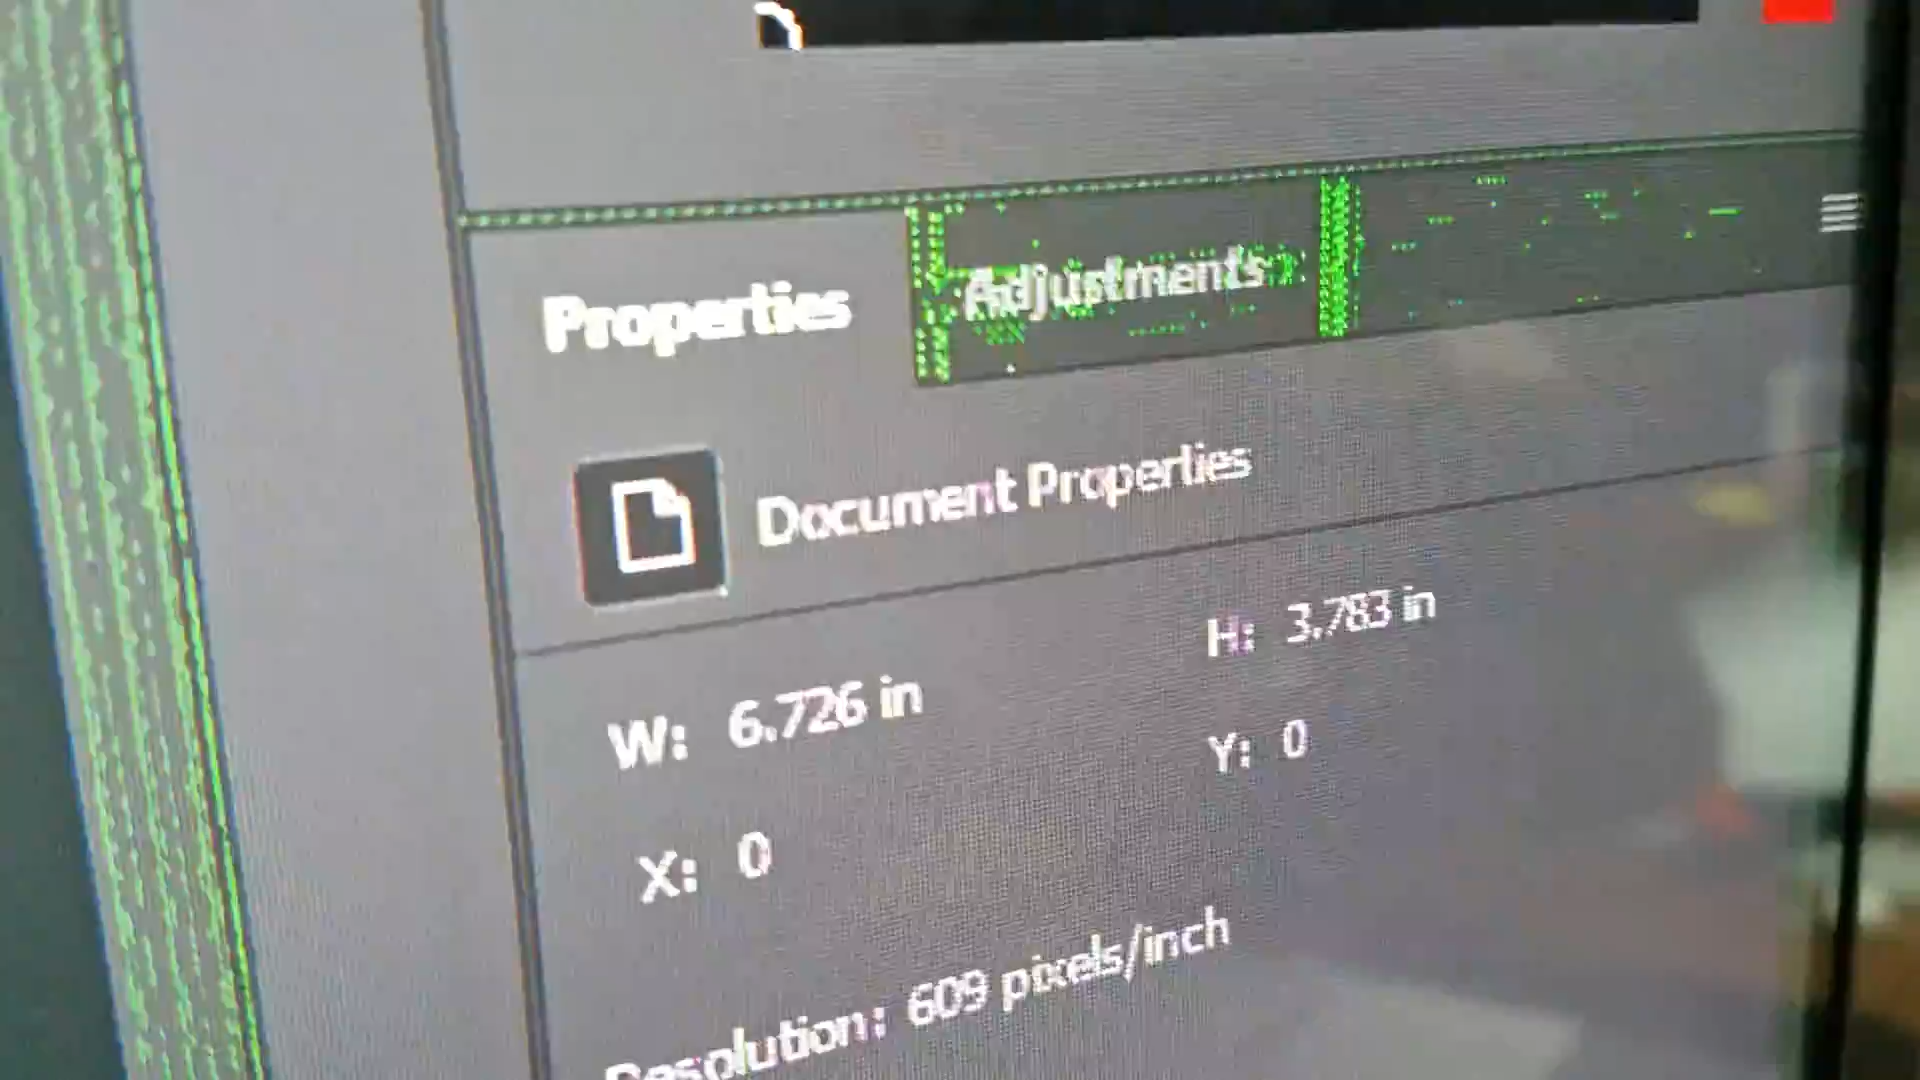 Properties Adjustments
Document Properties
W: 6.726 in H: 3.783 in
X: 0 Y: 0
Resolution: 609 pixels/inch